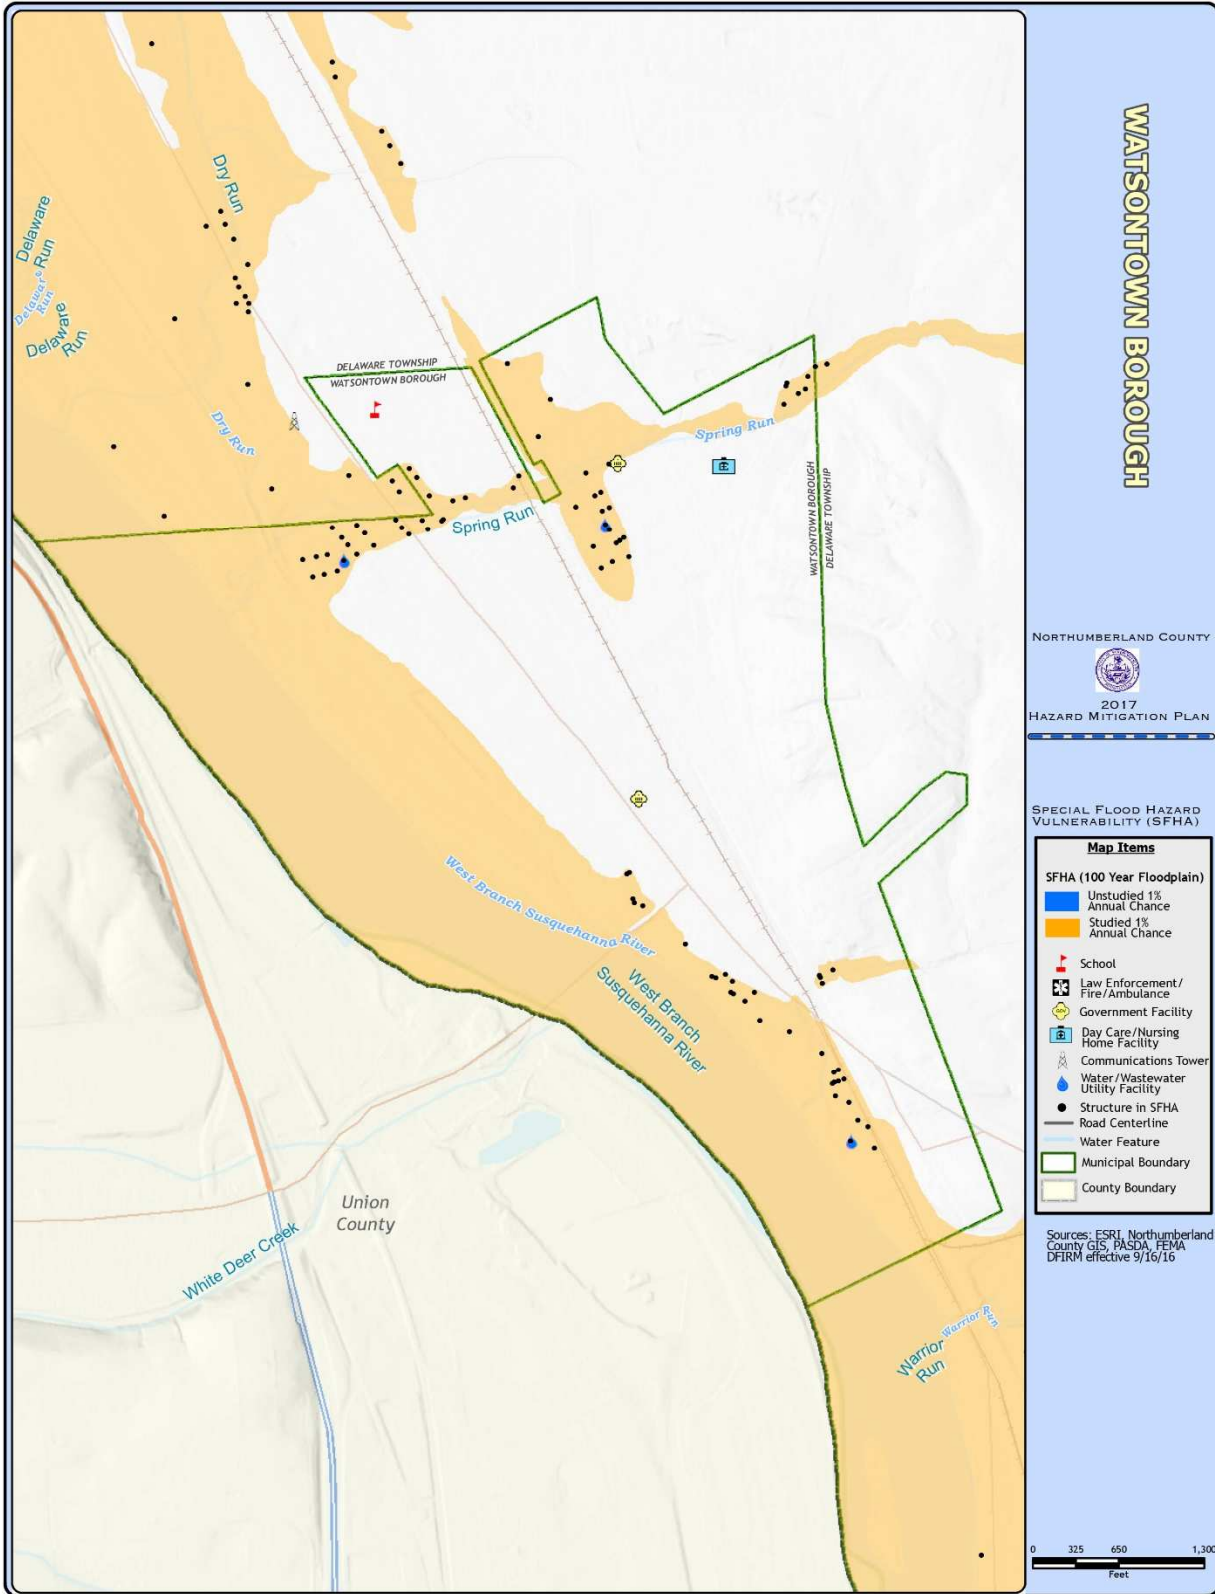 WATSONTOWN BOROUGH
NORTHUMBERLAND COUNTY
2017
HAZARD MITIGATION PLAN
SPECIAL FLOOD HAZARD
VULNERABILITY (SFHA)
Map Items
SFHA (100 Year Floodplain)
Unstudied 1%
Annual Chance
Studied 1%
Annual Chance
School
Law Enforcement/
Fire/Ambulance
Government Facility
Day Care/Nursing
Home Facility
Communications Tower
Water/Wastewater
Utility Facility
Structure in SFHA
Road Centerline
Water Feature
Municipal Boundary
County Boundary
Sources: ESRI, Northumberland
County GIS, PASDA, FEMA
DFIRM effective 9/16/16
0 325 650 1,300
Feet
Dry Run
Delaware
Run
Delaware
Run
Delaware
Run
DELAWARE TOWNSHIP
WATSONTOWN BOROUGH
Dry Run
Spring Run
Spring Run
WATSONTOWN BOROUGH
DELAWARE TOWNSHIP
West Branch Susquehanna River
West Branch
Susquehanna River
Union
County
White Deer Creek
Warrior Run
Warrior
Run